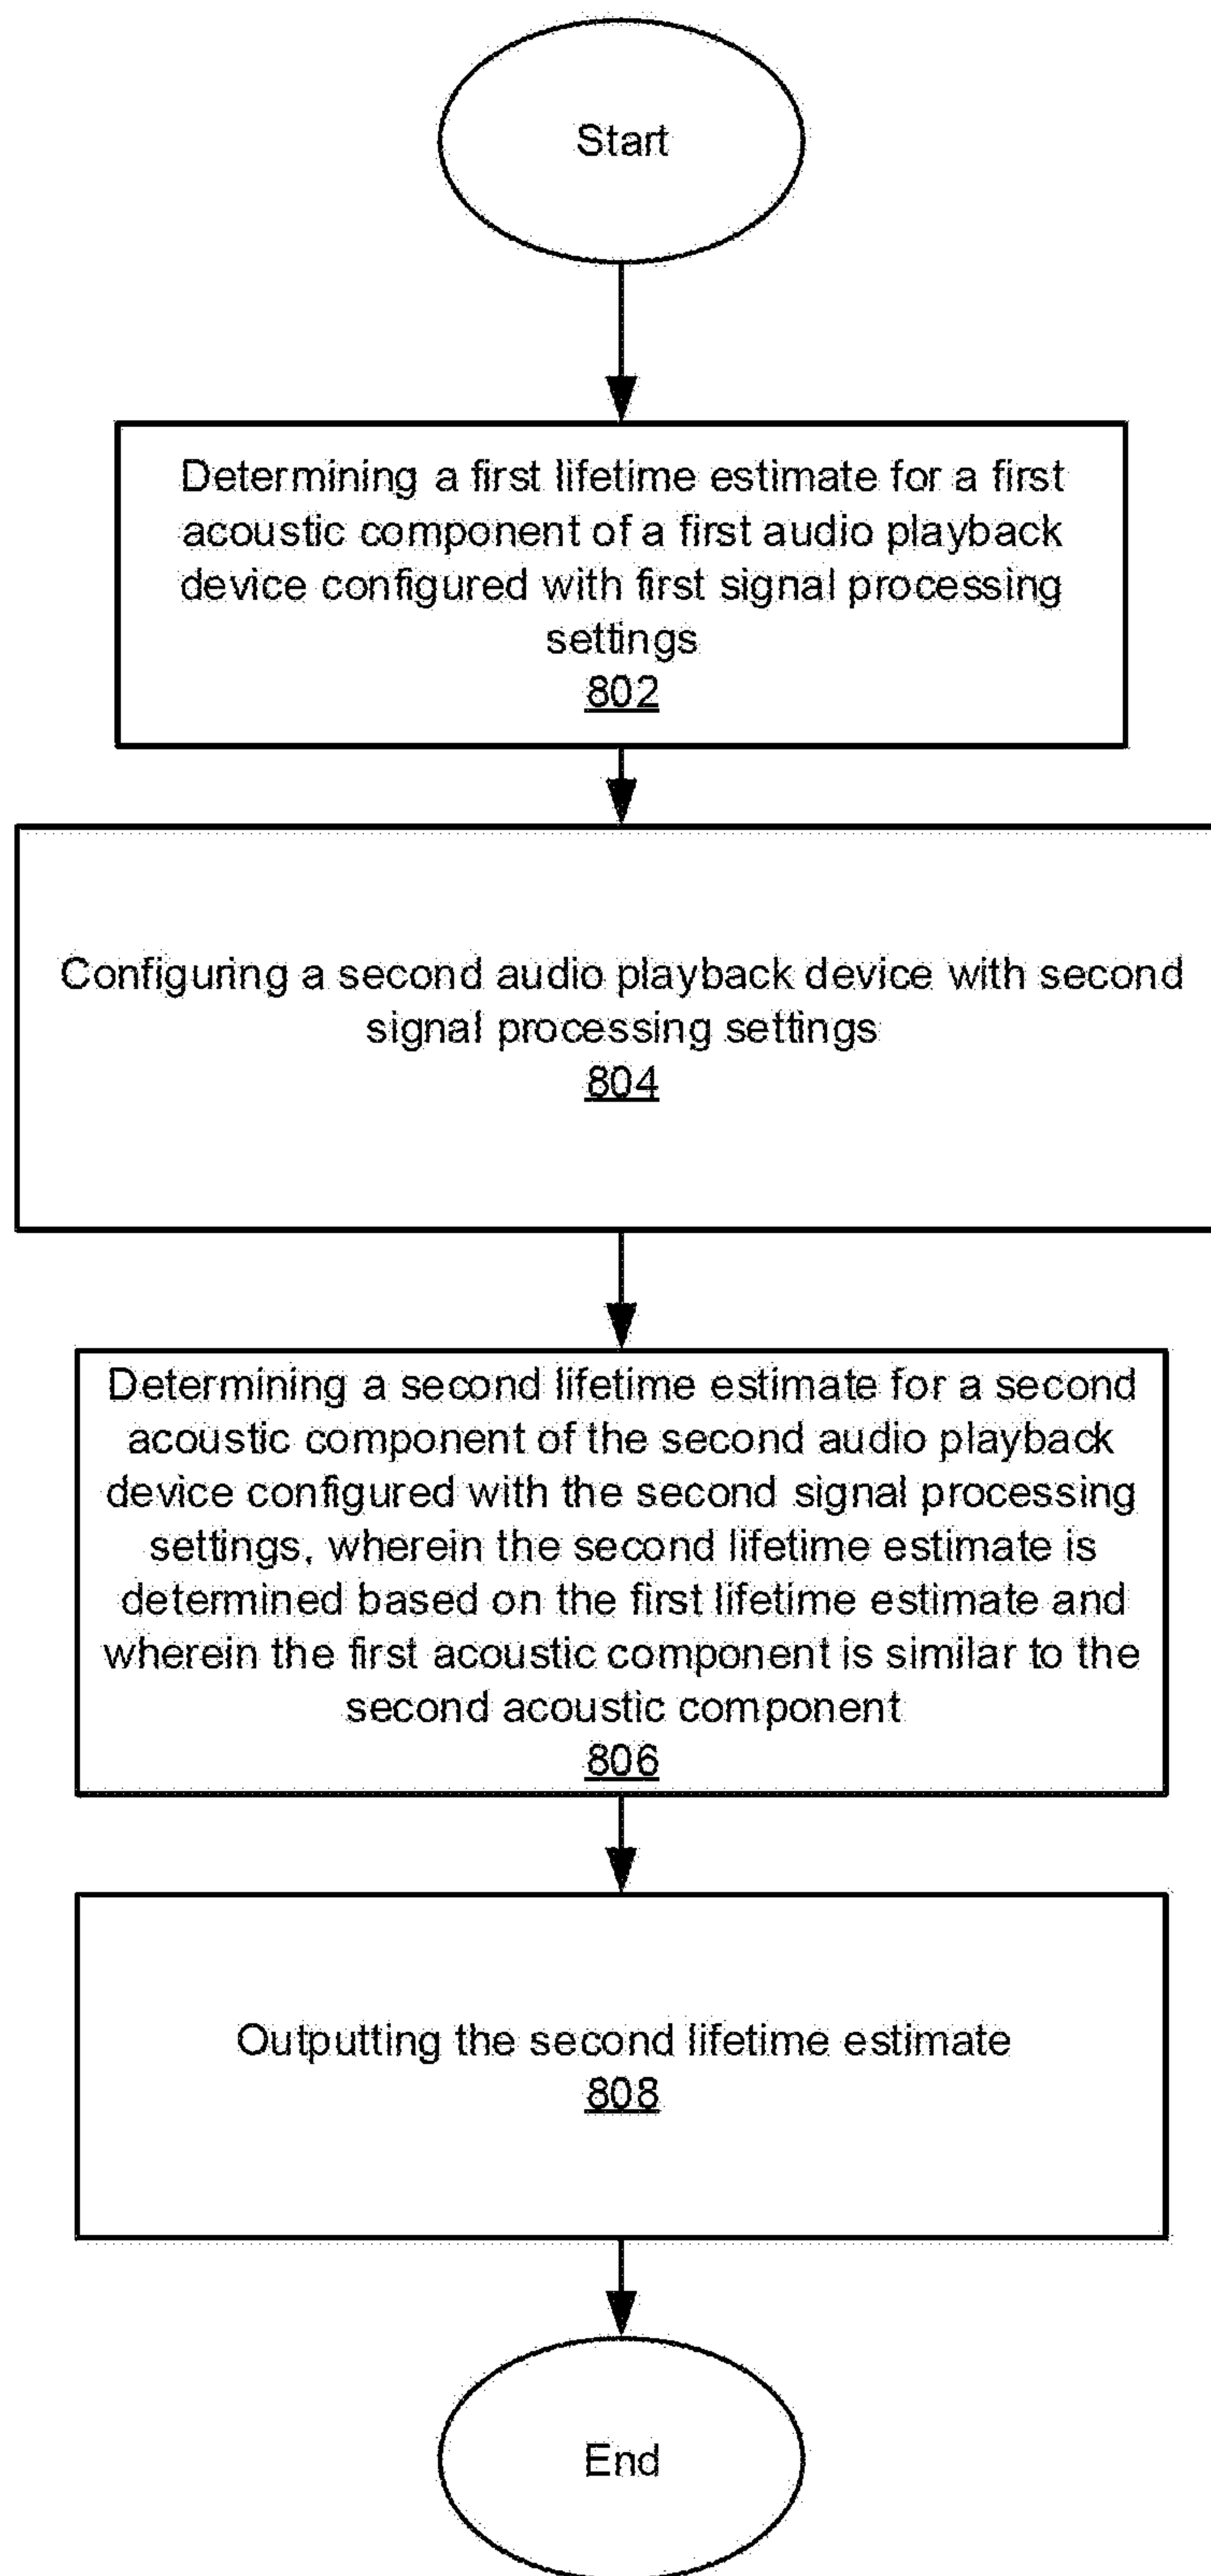 Start
Determining a first lifetime estimate for a first
acoustic component of a first audio playback
device configured with first signal processing
settings
802
Configuring a second audio playback device with second
signal processing settings
804
Determining a second lifetime estimate for a second
acoustic component of the second audio playback
device configured with the second signal processing
settings, wherein the second lifetime estimate is
determined based on the first lifetime estimate and
wherein the first acoustic component is similar to the
second acoustic component
806
Outputting the second lifetime estimate
808
End